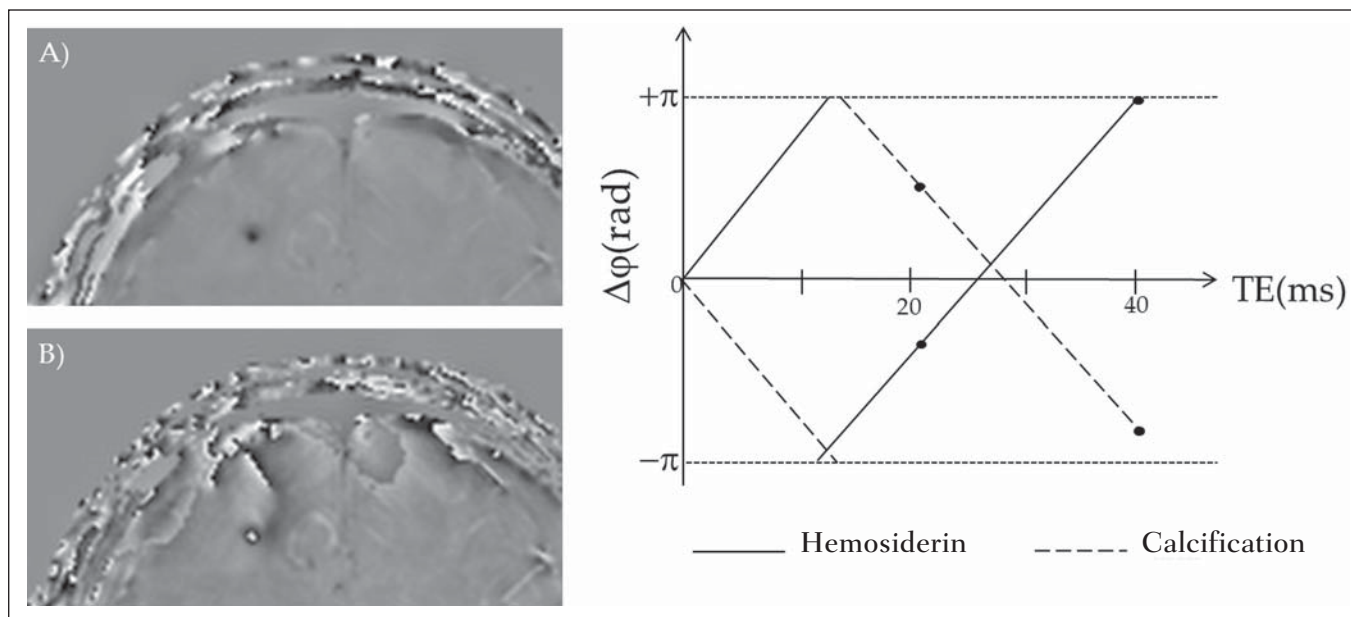 A)
B)
+π
0
−π
Δφ(rad)
20
40
TE(ms)
Hemosiderin
Calcification